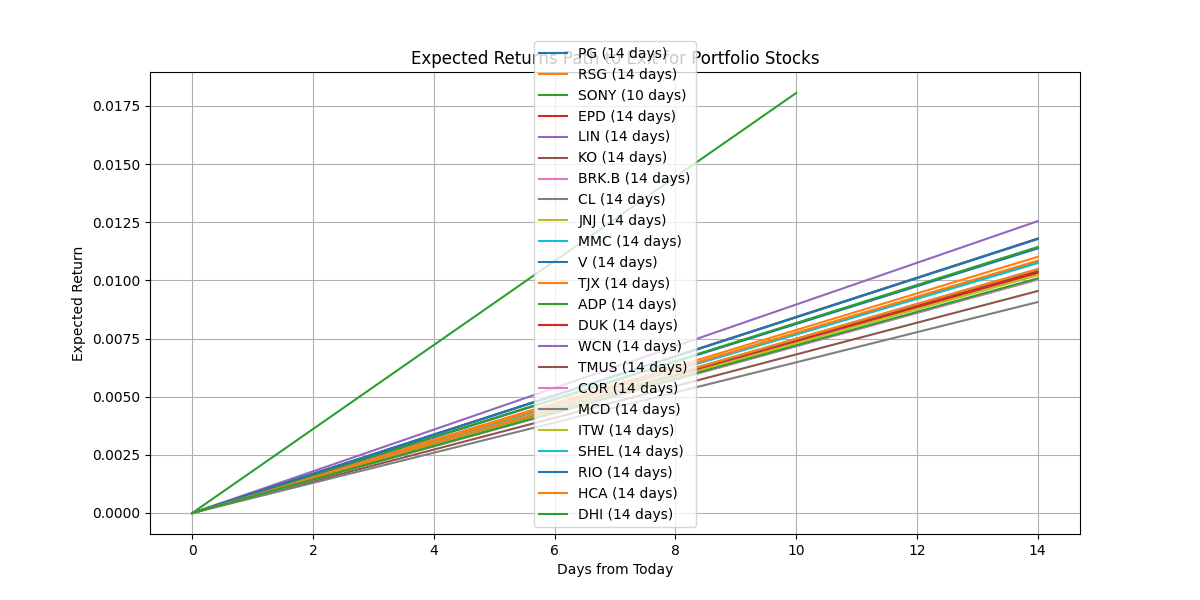 Expected Returns Path to Exit for Portfolio Stocks
PG (14 days)
RSG (14 days)
SONY (10 days)
EPD (14 days)
LIN (14 days)
KO (14 days)
BRK.B (14 days)
CL (14 days)
JNJ (14 days)
MMC (14 days)
V (14 days)
TJX (14 days)
ADP (14 days)
DUK (14 days)
WCN (14 days)
TMUS (14 days)
COR (14 days)
MCD (14 days)
ITW (14 days)
SHEL (14 days)
RIO (14 days)
HCA (14 days)
DHI (14 days)
Expected Return
0.0175
0.0150
0.0125
0.0100
0.0075
0.0050
0.0025
0.0000
0 2 4 6 8 10 12 14
Days from Today